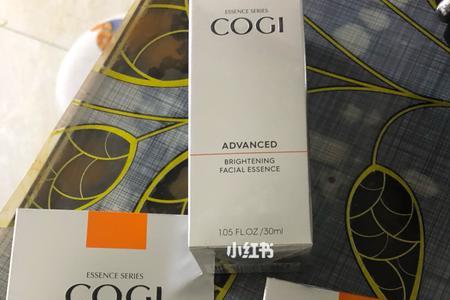 ESSENCE SERIES
COGI
ADVANCED
BRIGHTENING
FACIAL ESSENCE
1.05 FL.OZ/30ml
小红书
ESSENCE SERIES
COGI